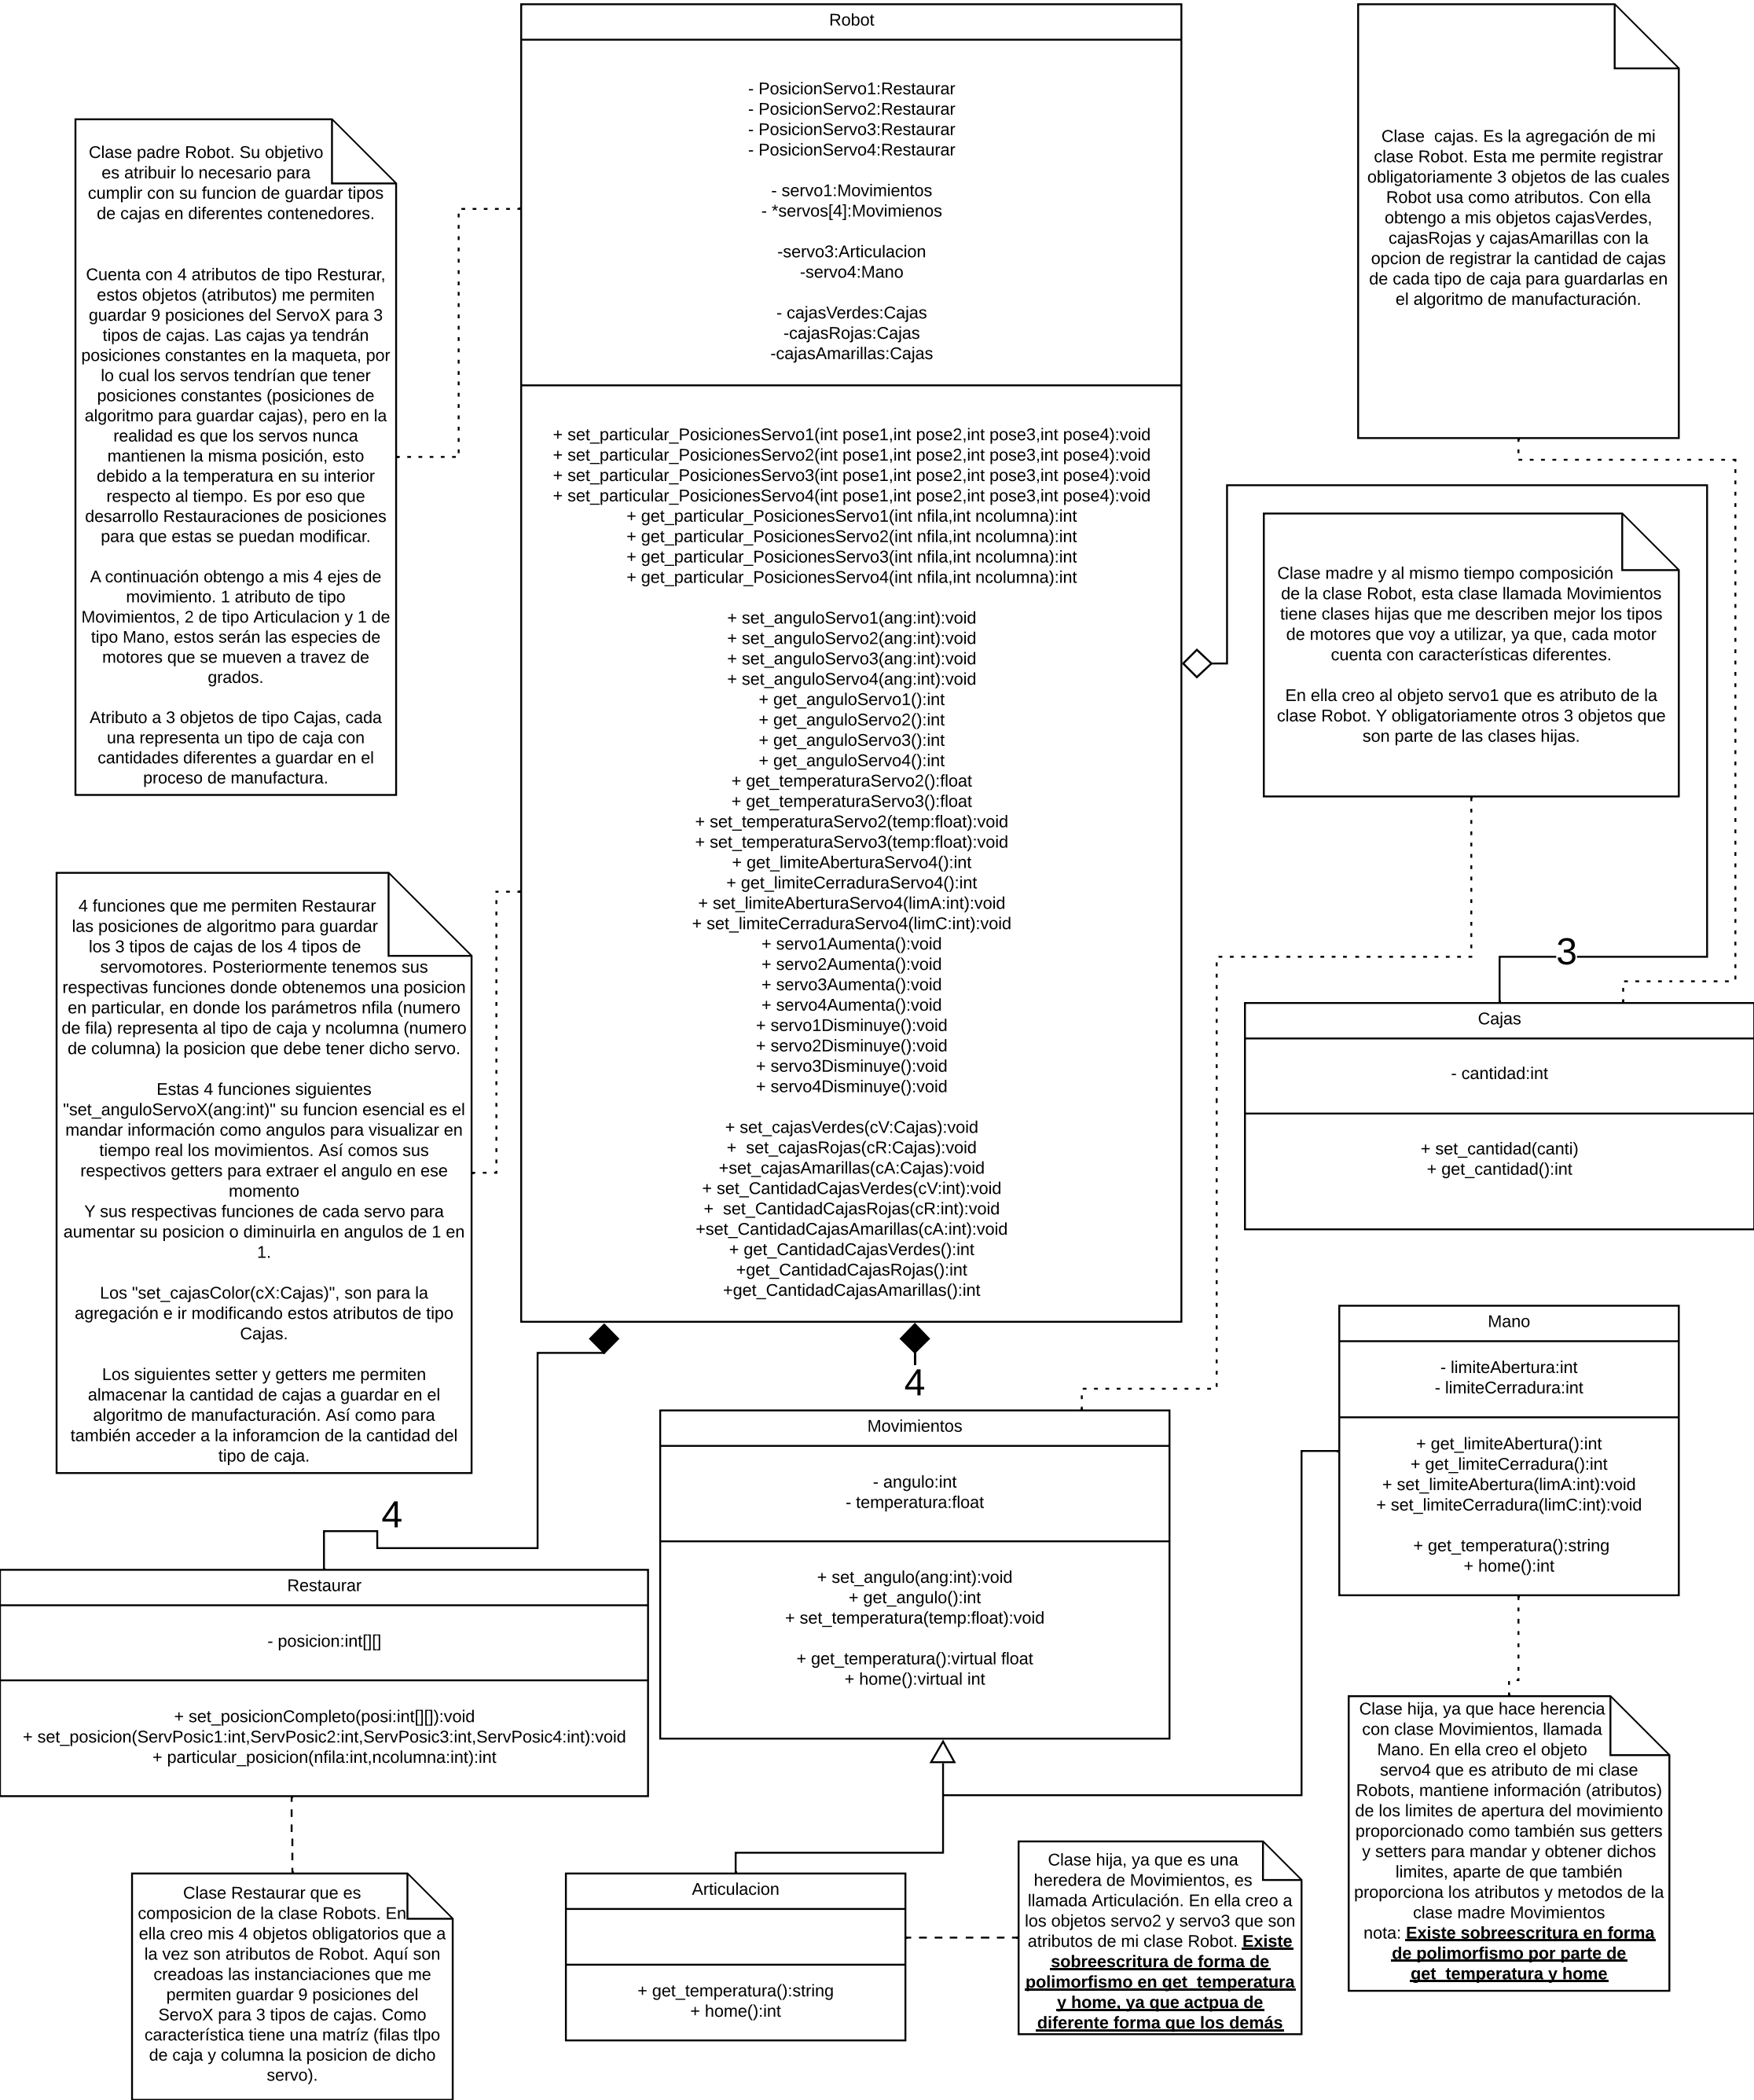 Robot
- PosicionServo1:Restaurar
- PosicionServo2:Restaurar
- PosicionServo3:Restaurar
- PosicionServo4:Restaurar
- servo1:Movimientos
- *servos[4]:Movimienos
-servo3:Articulacion
-servo4:Mano
- cajasVerdes:Cajas
-cajasRojas:Cajas
-cajasAmarillas:Cajas
+ set_particular_PosicionesServo1(int pose1,int pose2,int pose3,int pose4):void
+ set_particular_PosicionesServo2(int pose1,int pose2,int pose3,int pose4):void
+ set_particular_PosicionesServo3(int pose1,int pose2,int pose3,int pose4):void
+ set_particular_PosicionesServo4(int pose1,int pose2,int pose3,int pose4):void
+ get_particular_PosicionesServo1(int nfila,int ncolumna):int
+ get_particular_PosicionesServo2(int nfila,int ncolumna):int
+ get_particular_PosicionesServo3(int nfila,int ncolumna):int
+ get_particular_PosicionesServo4(int nfila,int ncolumna):int
+ set_anguloServo1(ang:int):void
+ set_anguloServo2(ang:int):void
+ set_anguloServo3(ang:int):void
+ set_anguloServo4(ang:int):void
+ get_anguloServo1():int
+ get_anguloServo2():int
+ get_anguloServo3():int
+ get_anguloServo4():int
+ get_temperaturaServo2():float
+ get_temperaturaServo3():float
+ set_temperaturaServo2(temp:float):void
+ set_temperaturaServo3(temp:float):void
+ get_limiteAberturaServo4():int
+ get_limiteCerraduraServo4():int
+ set_limiteAberturaServo4(limA:int):void
+ set_limiteCerraduraServo4(limC:int):void
+ servo1Aumenta():void
+ servo2Aumenta():void
+ servo3Aumenta():void
+ servo4Aumenta():void
+ servo1Disminuye():void
+ servo2Disminuye():void
+ servo3Disminuye():void
+ servo4Disminuye():void
+ set_cajasVerdes(cV:Cajas):void
+  set_cajasRojas(cR:Cajas):void
+set_cajasAmarillas(cA:Cajas):void
+ set_CantidadCajasVerdes(cV:int):void
+  set_CantidadCajasRojas(cR:int):void
+set_CantidadCajasAmarillas(cA:int):void
+ get_CantidadCajasVerdes():int
+get_CantidadCajasRojas():int
+get_CantidadCajasAmarillas():int
Clase padre Robot. Su objetivo
es atribuir lo necesario para
cumplir con su funcion de guardar tipos
de cajas en diferentes contenedores.
Cuenta con 4 atributos de tipo Resturar,
estos objetos (atributos) me permiten
guardar 9 posiciones del ServoX para 3
tipos de cajas. Las cajas ya tendrán
posiciones constantes en la maqueta, por
lo cual los servos tendrían que tener
posiciones constantes (posiciones de
algoritmo para guardar cajas), pero en la
realidad es que los servos nunca
mantienen la misma posición, esto
debido a la temperatura en su interior
respecto al tiempo. Es por eso que
desarrollo Restauraciones de posiciones
para que estas se puedan modificar.
A continuación obtengo a mis 4 ejes de
movimiento. 1 atributo de tipo
Movimientos, 2 de tipo Articulacion y 1 de
tipo Mano, estos serán las especies de
motores que se mueven a travez de
grados.
Atributo a 3 objetos de tipo Cajas, cada
una representa un tipo de caja con
cantidades diferentes a guardar en el
proceso de manufactura.
4 funciones que me permiten Restaurar
las posiciones de algoritmo para guardar
los 3 tipos de cajas de los 4 tipos de
servomotores. Posteriormente tenemos sus
respectivas funciones donde obtenemos una posicion
en particular, en donde los parámetros nfila (numero
de fila) representa al tipo de caja y ncolumna (numero
de columna) la posicion que debe tener dicho servo.
Estas 4 funciones siguientes
"set_anguloServoX(ang:int)" su funcion esencial es el
mandar información como angulos para visualizar en
tiempo real los movimientos. Así comos sus
respectivos getters para extraer el angulo en ese
momento
Y sus respectivas funciones de cada servo para
aumentar su posicion o diminuirla en angulos de 1 en
1.
Los "set_cajasColor(cX:Cajas)", son para la
agregación e ir modificando estos atributos de tipo
Cajas.
Los siguientes setter y getters me permiten
almacenar la cantidad de cajas a guardar en el
algoritmo de manufacturación. Así como para
también acceder a la inforamcion de la cantidad del
tipo de caja.
Clase  cajas. Es la agregación de mi
clase Robot. Esta me permite registrar
obligatoriamente 3 objetos de las cuales
Robot usa como atributos. Con ella
obtengo a mis objetos cajasVerdes,
cajasRojas y cajasAmarillas con la
opcion de registrar la cantidad de cajas
de cada tipo de caja para guardarlas en
el algoritmo de manufacturación.
Clase madre y al mismo tiempo composición
de la clase Robot, esta clase llamada Movimientos
tiene clases hijas que me describen mejor los tipos
de motores que voy a utilizar, ya que, cada motor
cuenta con características diferentes.
En ella creo al objeto servo1 que es atributo de la
clase Robot. Y obligatoriamente otros 3 objetos que
son parte de las clases hijas.
3
Cajas
- cantidad:int
+ set_cantidad(canti)
+ get_cantidad():int
4
4
Movimientos
- angulo:int
- temperatura:float
+ set_angulo(ang:int):void
+ get_angulo():int
+ set_temperatura(temp:float):void
+ get_temperatura():virtual float
+ home():virtual int
Mano
- limiteAbertura:int
- limiteCerradura:int
+ get_limiteAbertura():int
+ get_limiteCerradura():int
+ set_limiteAbertura(limA:int):void
+ set_limiteCerradura(limC:int):void
+ get_temperatura():string
+ home():int
Restaurar
- posicion:int[][]
+ set_posicionCompleto(posi:int[][]):void
+ set_posicion(ServPosic1:int,ServPosic2:int,ServPosic3:int,ServPosic4:int):void
+ particular_posicion(nfila:int,ncolumna:int):int
Clase Restaurar que es
composicion de la clase Robots. En
ella creo mis 4 objetos obligatorios que a
la vez son atributos de Robot. Aquí son
creadoas las instanciaciones que me
permiten guardar 9 posiciones del
ServoX para 3 tipos de cajas. Como
característica tiene una matríz (filas tlpo
de caja y columna la posicion de dicho
servo).
Articulacion
+ get_temperatura():string
+ home():int
Clase hija, ya que es una
heredera de Movimientos, es
llamada Articulación. En ella creo a
los objetos servo2 y servo3 que son
atributos de mi clase Robot. Existe
sobreescritura de forma de
polimorfismo en get_temperatura
y home, ya que actpua de
diferente forma que los demás
Clase hija, ya que hace herencia
con clase Movimientos, llamada
Mano. En ella creo el objeto
servo4 que es atributo de mi clase
Robots, mantiene información (atributos)
de los limites de apertura del movimiento
proporcionado como también sus getters
y setters para mandar y obtener dichos
limites, aparte de que también
proporciona los atributos y metodos de la
clase madre Movimientos
nota: Existe sobreescritura en forma
de polimorfismo por parte de
get_temperatura y home